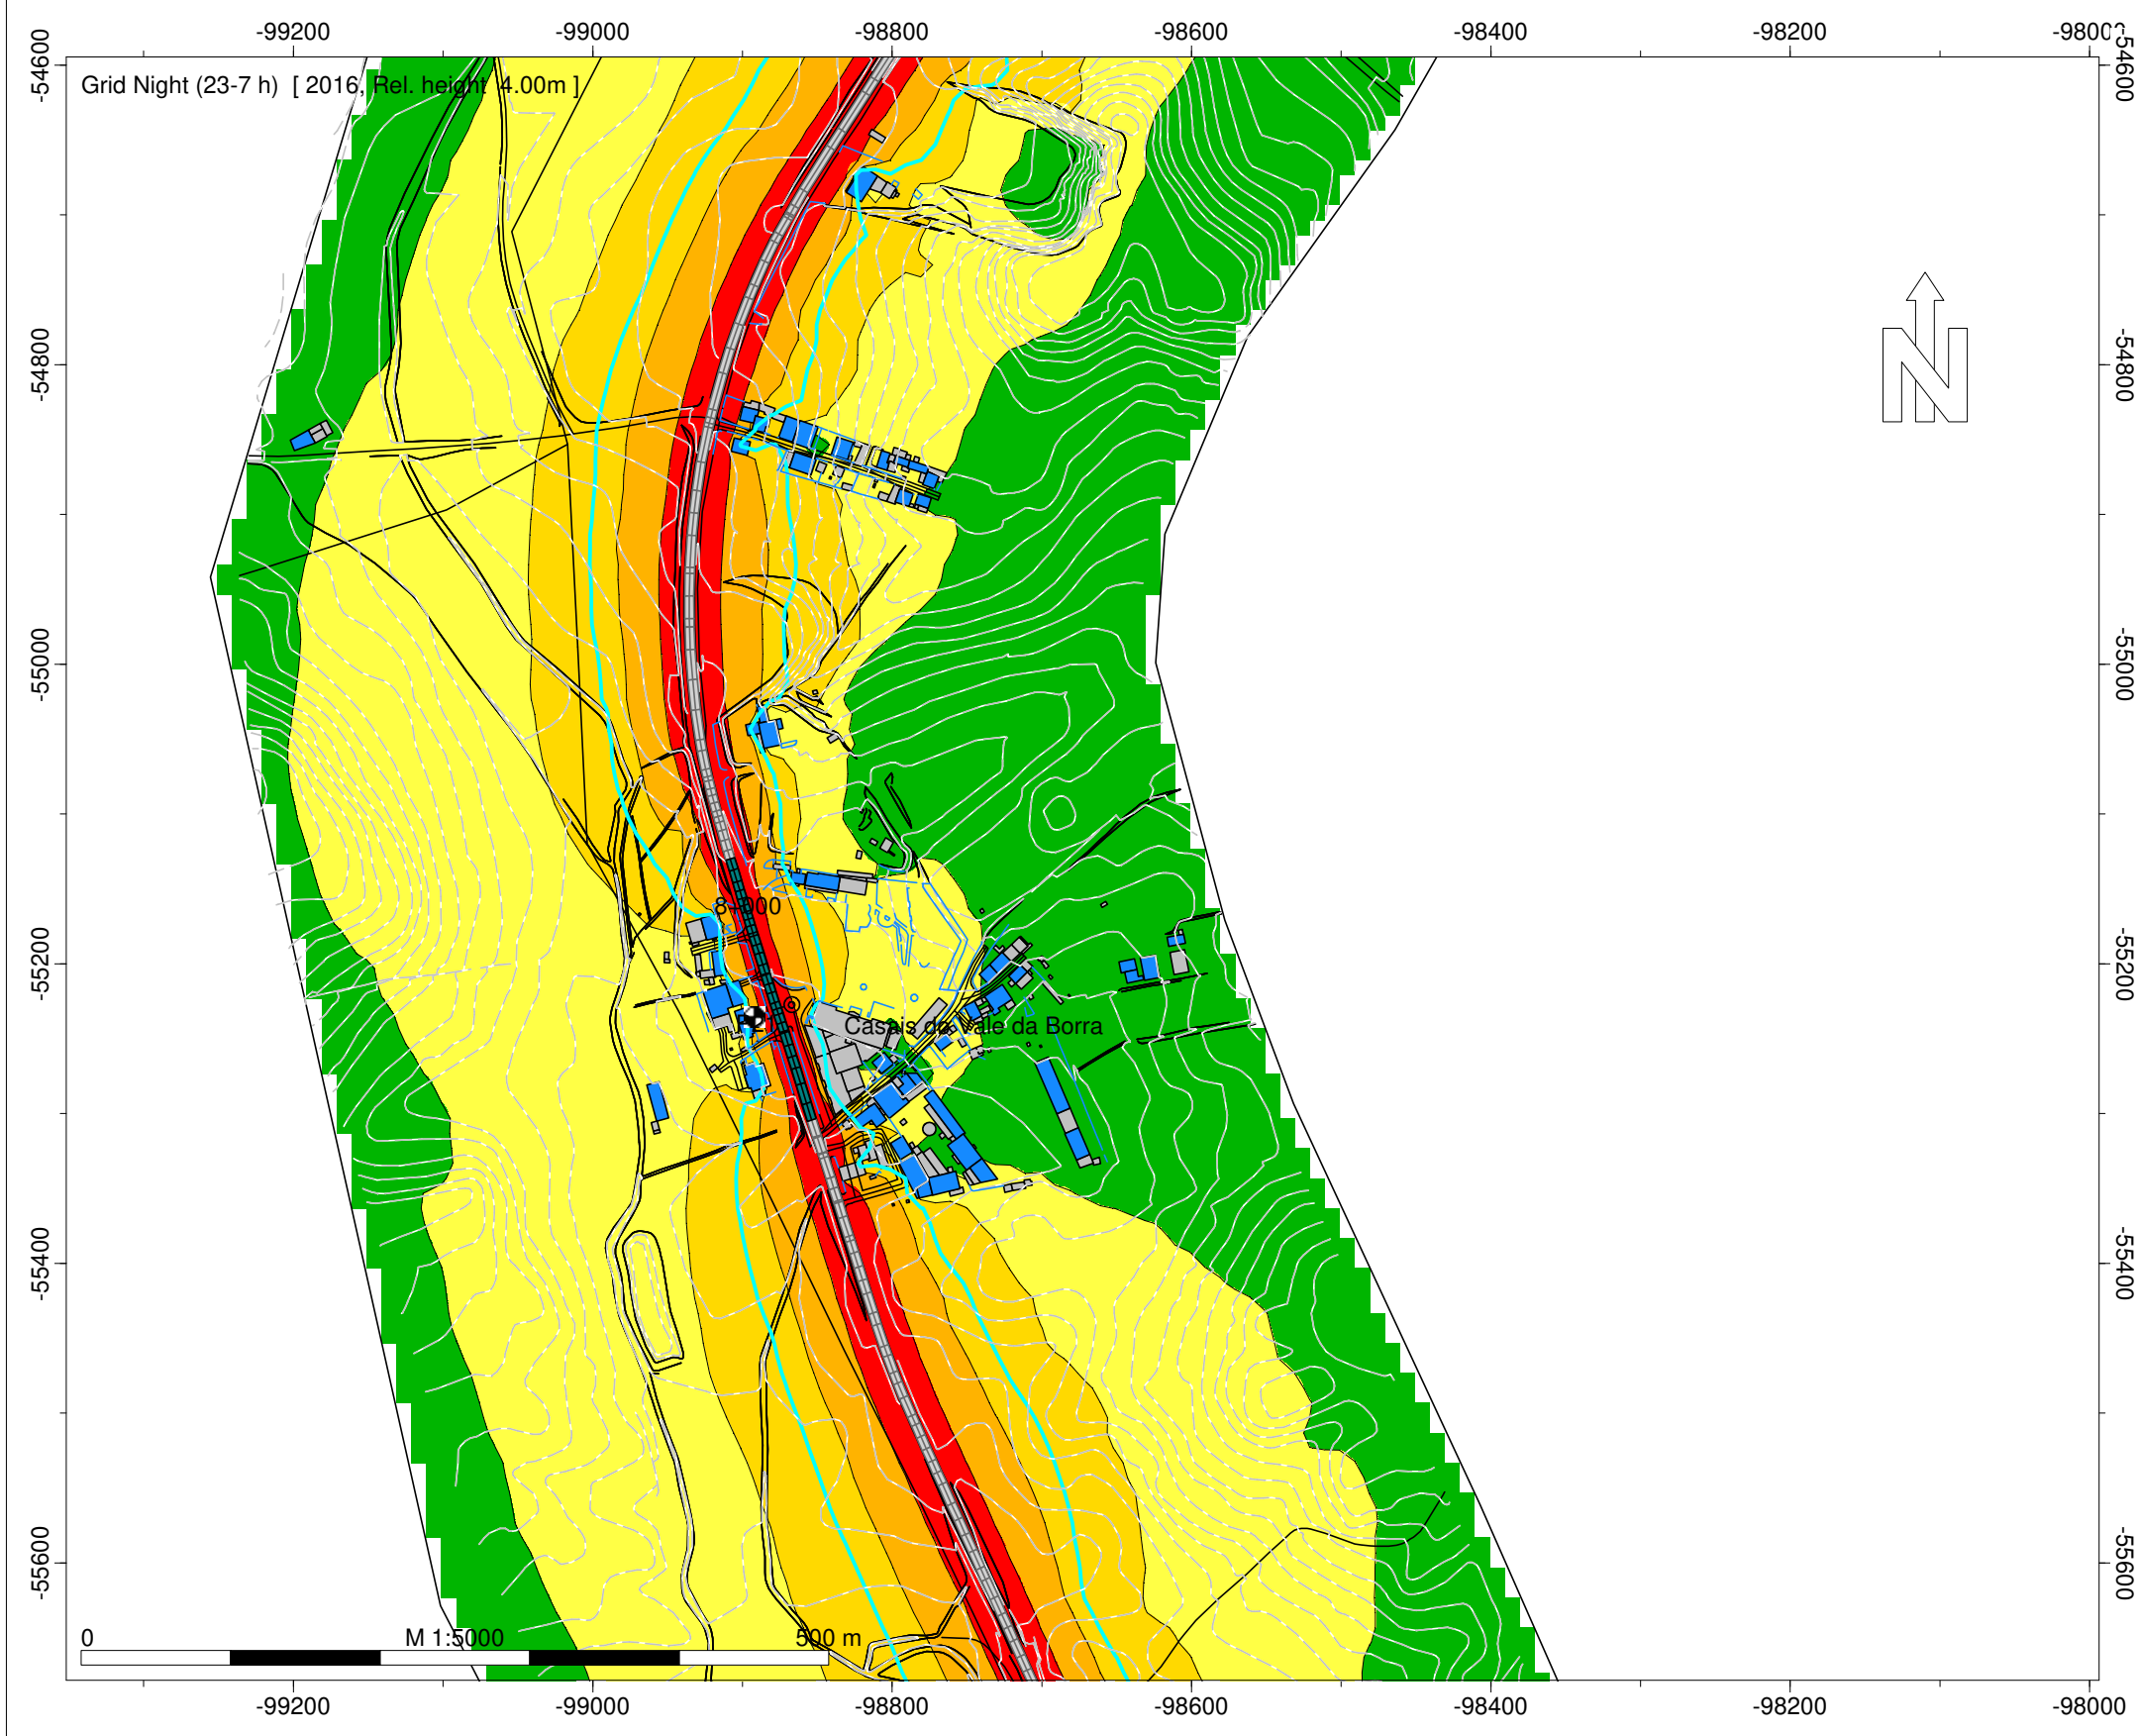 -99200 -99000 -98800 -98600 -98400 -98200 -98000
-54600 -54600
Grid Night (23-7 h) [ 2016, Rel. height 4.00m ]
N
-54800 -54800
-55000 -55000
-55200 -55200
Casais do Vale da Borra
-55400 -55400
-55600 -55600
0 M 1:5000 500 m
-99200 -99000 -98800 -98600 -98400 -98200 -98000